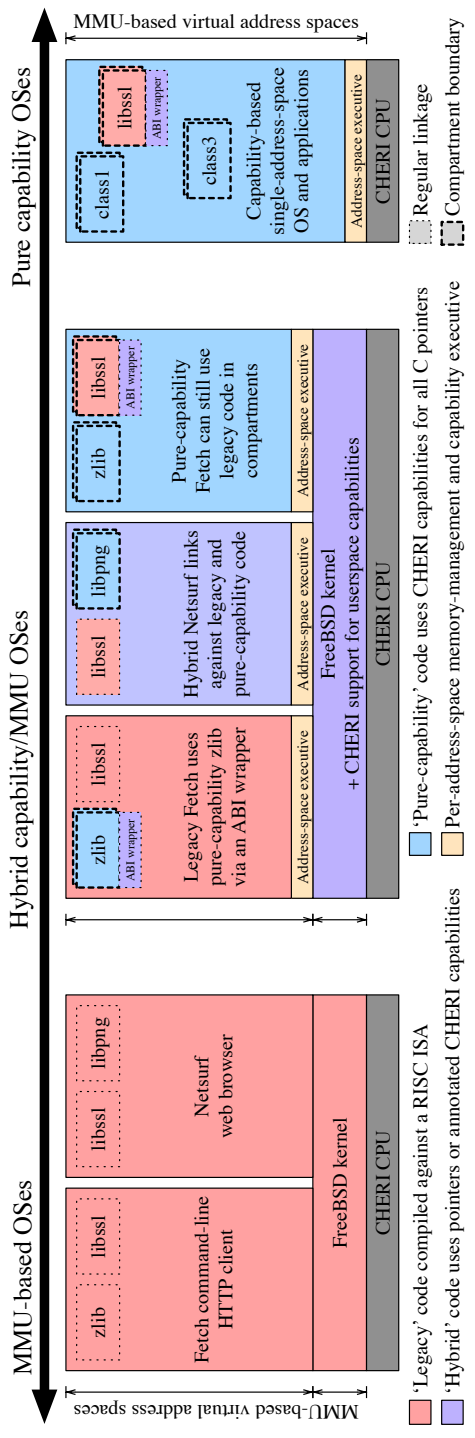 MMU-based OSes
Hybrid capability/MMU OSes
Pure capability OSes
MMU-based virtual address spaces
zlib
libssl
Fetch command-line
HTTP client
libssl
libpng
Netsurf
web browser
FreeBSD kernel
CHERI CPU
zlib
ABI wrapper
libssl
Legacy Fetch uses
pure-capability zlib
via an ABI wrapper
Address-space executive
libssl
libpng
Hybrid Netsurf links
against legacy and
pure-capability code
Address-space executive
zlib
libssl
ABI wrapper
Pure-capability
Fetch can still use
legacy code in
compartments
Address-space executive
FreeBSD kernel
+ CHERI support for userspace capabilities
CHERI CPU
class1
libssl
ABI wrapper
class3
Capability-based
single-address-space
OS and applications
Address-space executive
CHERI CPU
MMU-based virtual address spaces
‘Legacy’ code compiled against a RISC ISA
‘Hybrid’ code uses pointers or annotated CHERI capabilities
‘Pure-capability’ code uses CHERI capabilities for all C pointers
Per-address-space memory-management and capability executive
Regular linkage
Compartment boundary